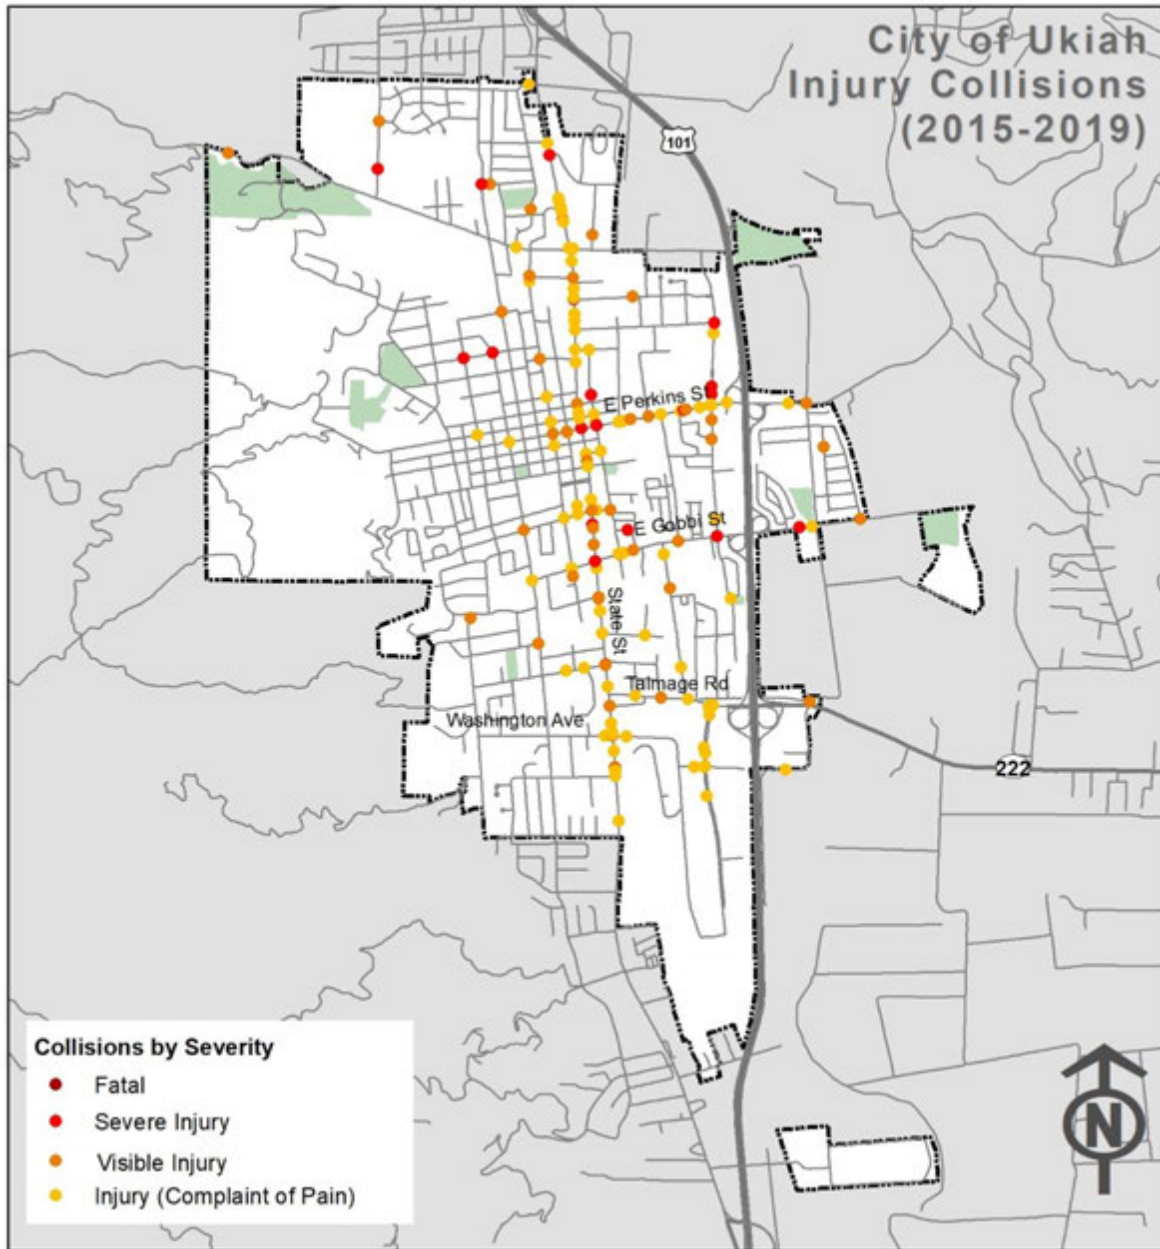 City of Ukiah
Injury Collisions
(2015-2019)
101
E Perkins St
E Gobbi St
State St
Talmage Rd
Washington Ave
222
Collisions by Severity
Fatal
Severe Injury
Visible Injury
Injury (Complaint of Pain)
N